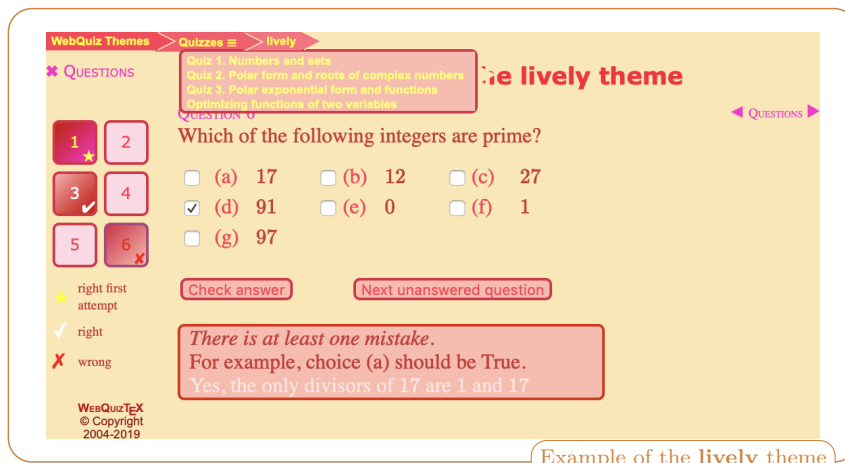 WebQuiz Themes Quizzes ≡ lively
Quiz 1. Numbers and sets
Quiz 2. Polar form and roots of complex numbers
Quiz 3. Polar exponential form and functions
Optimizing functions of two variables
lively theme
✖ QUESTIONS
QUESTION 6
◀ QUESTIONS ▶
Which of the following integers are prime?
1 2
3 4
5 6
(a) 17 (b) 12 (c) 27
(d) 91 (e) 0 (f) 1
(g) 97
Check answer Next unanswered question
★ right first
attempt
✓ right
✗ wrong
There is at least one mistake.
For example, choice (a) should be True.
Yes, the only divisors of 17 are 1 and 17
WEBQUIZTEX
© Copyright
2004-2019
Example of the lively theme